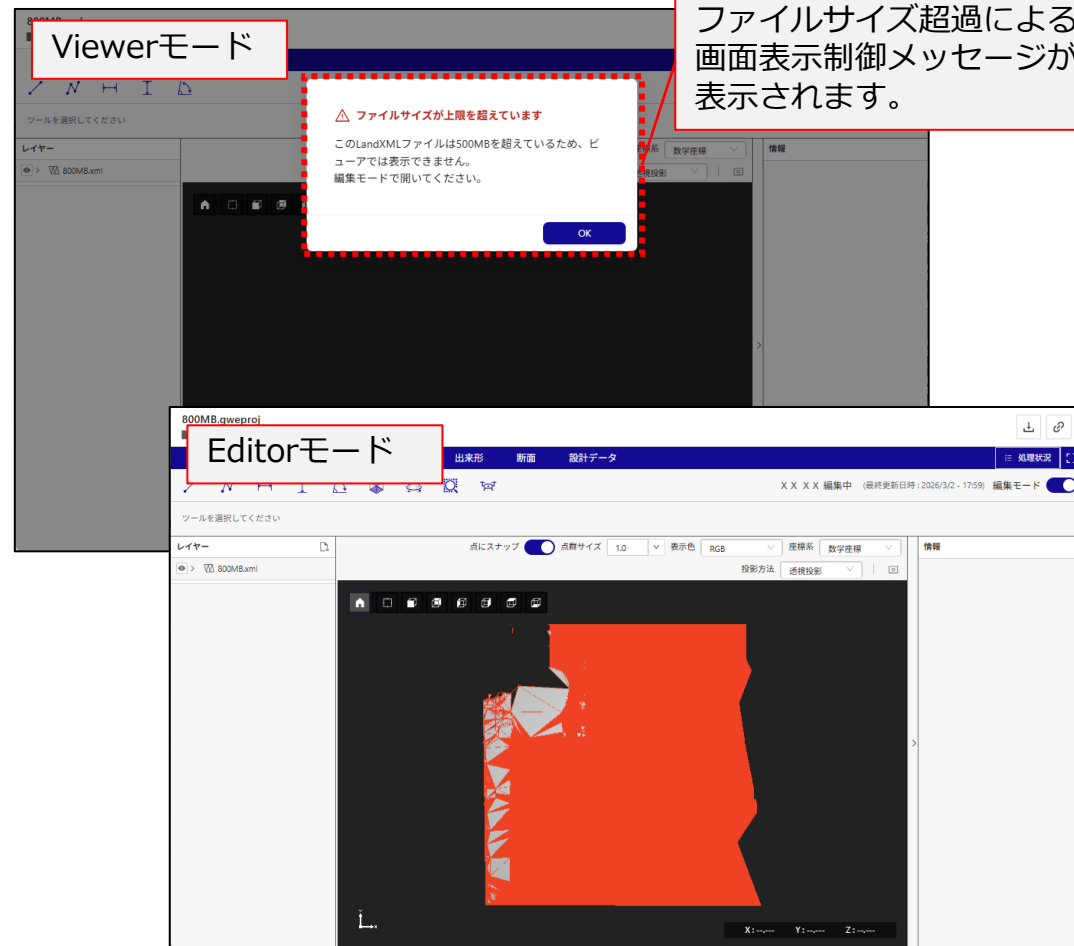 ファイルサイズ超過による
画面表示制御メッセージが
表示されます。
Viewerモード
ツールを選択してください
レイヤー
800MB.xml
ファイルサイズが上限を超えています
このLandXMLファイルは500MBを超えているため、ビ
ューアでは表示できません。
編集モードで開いてください。
OK
数学座標
情報
800MB.gweproj
Editorモード
出来形 断面 設計データ
処理状況
X X X X 編集中 (最終更新日時 : 2026/3/2 - 17:59) 編集モード
ツールを選択してください
レイヤー
点にスナップ 点群サイズ 1.0 表示色 RGB 座標系 数学座標
情報
800MB.xml
投影方法 透視投影
X : --,--- Y : --,--- Z : --,---